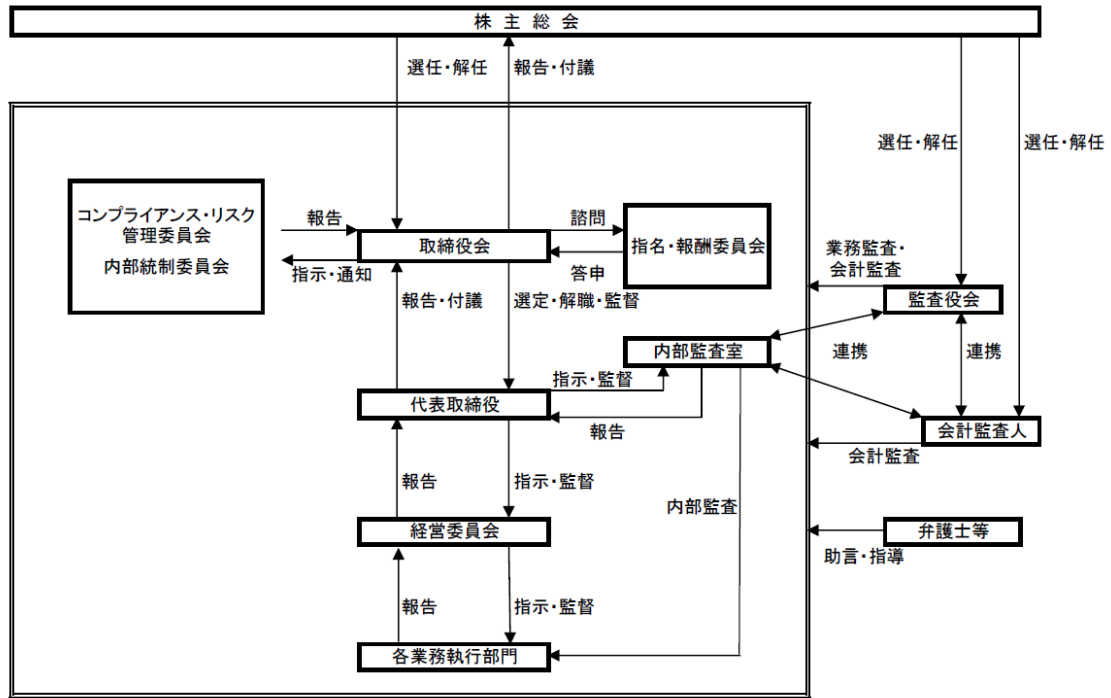 株 主 総 会
選任・解任
報告・付議
選任・解任
選任・解任
コンプライアンス・リスク
管理委員会
内部統制委員会
報告
指示・通知
取締役会
諮問
答申
指名・報酬委員会
業務監査・
会計監査
監査役会
報告・付議
選定・解職・監督
内部監査室
連携
連携
指示・監督
代表取締役
報告
会計監査人
会計監査
報告
指示・監督
内部監査
経営委員会
弁護士等
助言・指導
報告
指示・監督
各業務執行部門